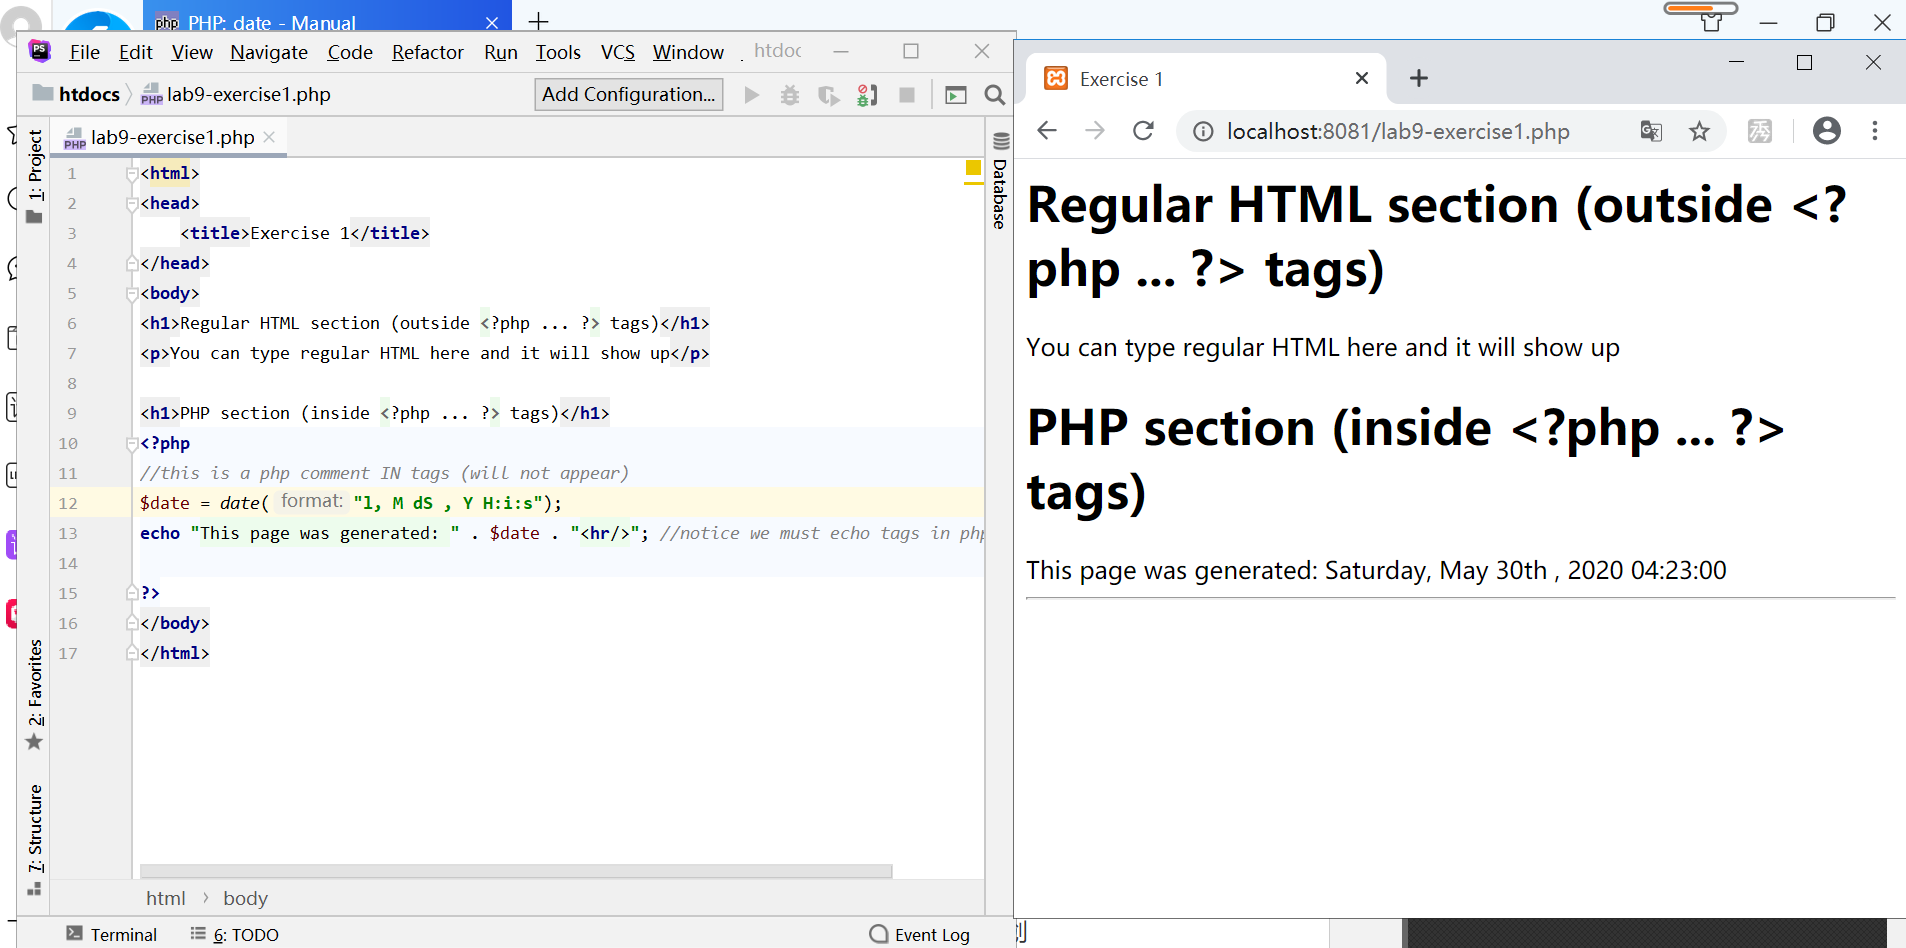 php PHP: date - Manual
PS File Edit View Navigate Code Refactor Run Tools VCS Window htdoc
htdocs PHP lab9-exercise1.php Add Configuration...
PHP lab9-exercise1.php
1: Project
2: Favorites
7: Structure
Database
1 <html>
2 <head>
3 <title>Exercise 1</title>
4 </head>
5 <body>
6 <h1>Regular HTML section (outside <?php ... ?> tags)</h1>
7 <p>You can type regular HTML here and it will show up</p>
8
9 <h1>PHP section (inside <?php ... ?> tags)</h1>
10 <?php
11 //this is a php comment IN tags (will not appear)
12 $date = date( format: "l, M dS , Y H:i:s");
13 echo "This page was generated: " . $date . "<hr/>"; //notice we must echo tags in php
14
15 ?>
16 </body>
17 </html>
html › body
Terminal 6: TODO Event Log
Exercise 1
localhost:8081/lab9-exercise1.php
秀
Regular HTML section (outside <?
php ... ?> tags)
You can type regular HTML here and it will show up
PHP section (inside <?php ... ?>
tags)
This page was generated: Saturday, May 30th , 2020 04:23:00